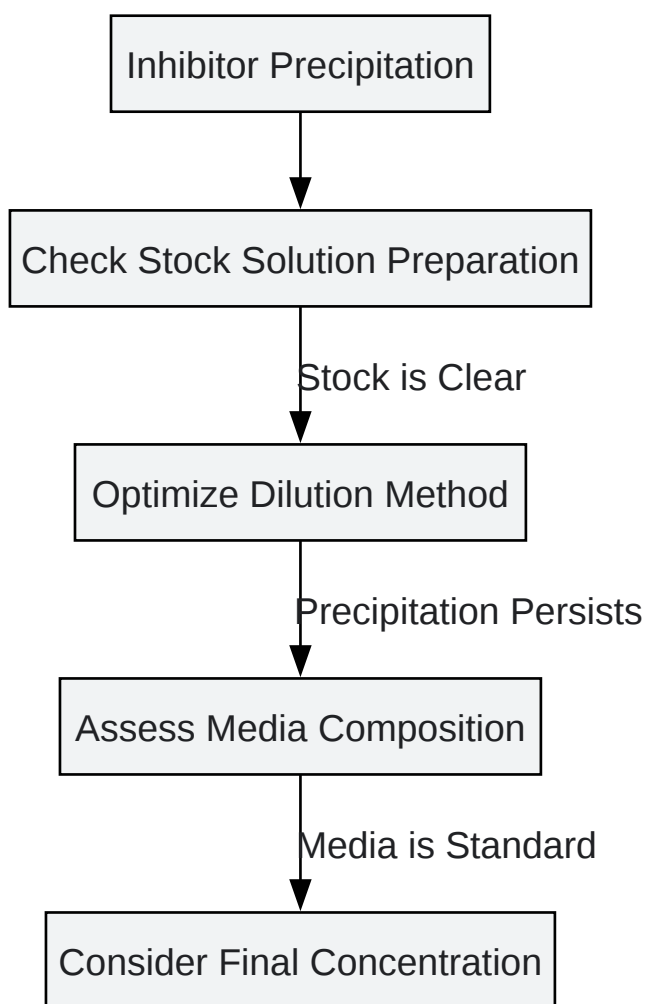 Inhibitor Precipitation
Check Stock Solution Preparation
Stock is Clear
Optimize Dilution Method
Precipitation Persists
Assess Media Composition
Media is Standard
Consider Final Concentration